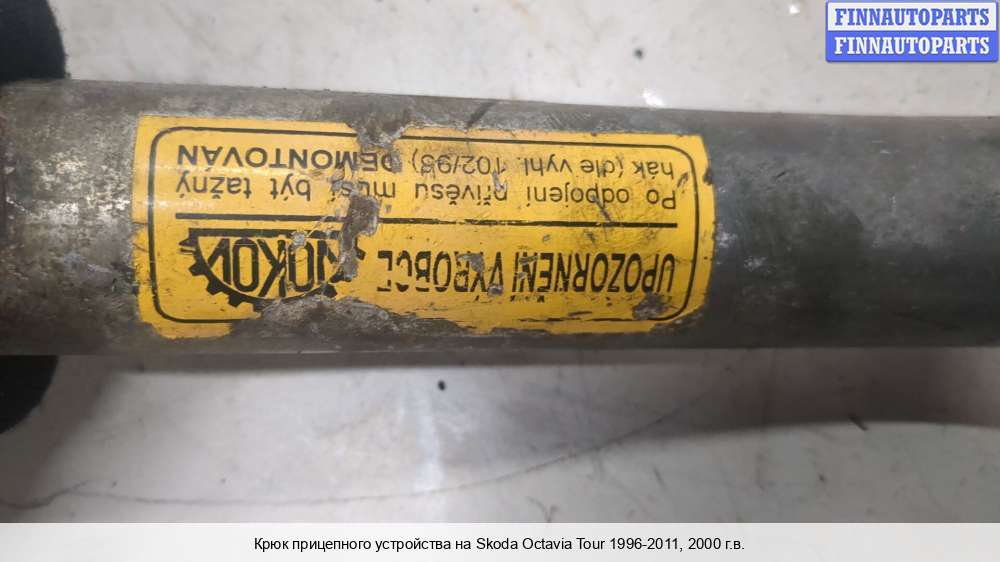 FINNAUTOPARTS
FINNAUTOPARTS
UPOZORNĚNÍ VÝROBCE
Po odpojení přívěsu musí být tažný
hák (dle vyhl. 102/95) DEMONTOVÁN
Крюк прицепного устройства на Skoda Octavia Tour 1996-2011, 2000 г.в.